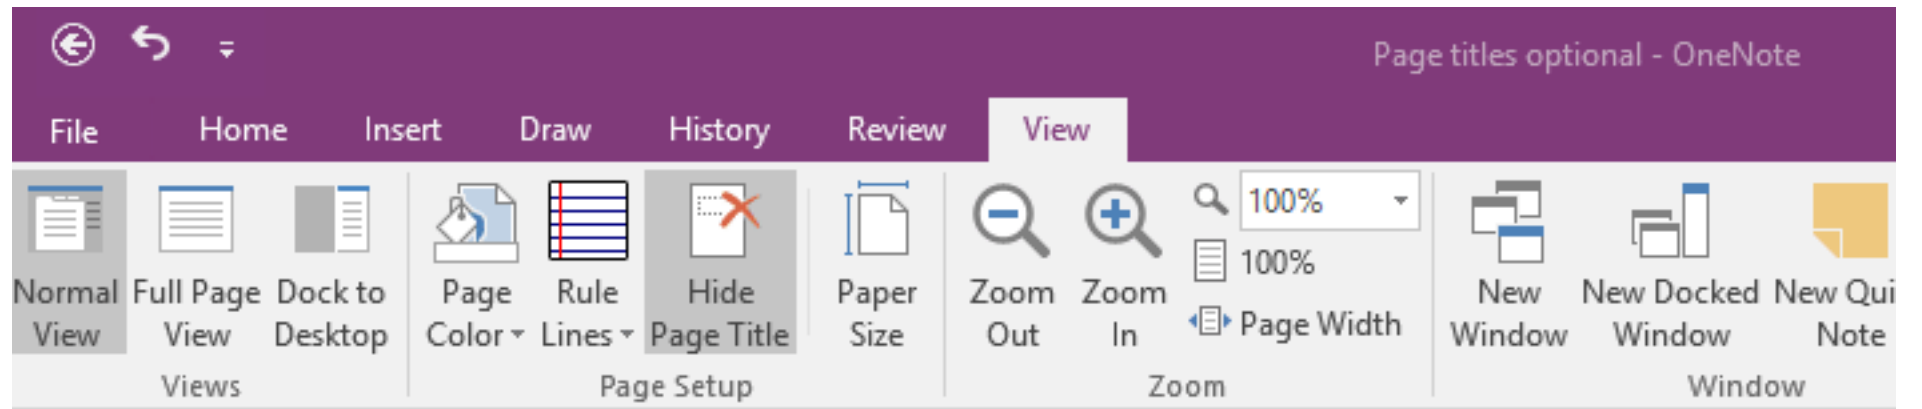 Page titles optional - OneNote
File Home Insert Draw History Review View
Normal View
Full Page View
Dock to Desktop
Views
Page Color
Rule Lines
Hide Page Title
Paper Size
Page Setup
Zoom Out
Zoom In
100%
100%
Page Width
Zoom
New Window
New Docked Window
New Qui
Note
Window